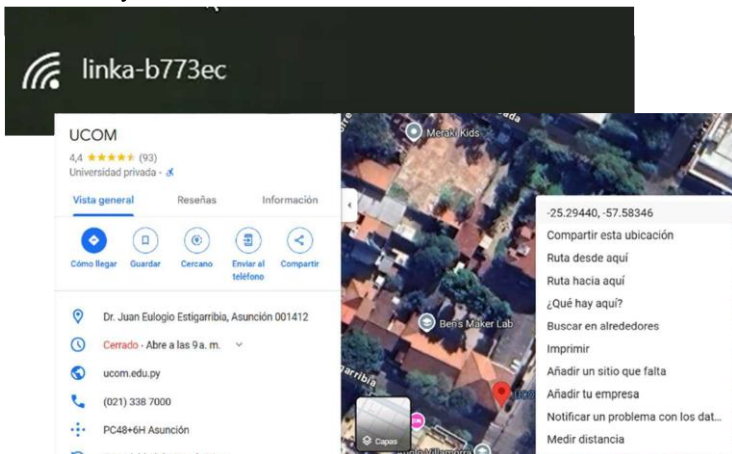 linka-b773ec
UCOM
4,4 ★★★★★ (93)
Universidad privada ·
Vista general
Reseñas
Información
Cómo llegar
Guardar
Cercano
Enviar al
teléfono
Compartir
Dr. Juan Eulogio Estigarribia, Asunción 001412
Cerrado · Abre a las 9 a. m.
ucom.edu.py
(021) 338 7000
PC48+6H Asunción
Meraki Kids
Ben's Maker Lab
Capas
-25.29440, -57.58346
Compartir esta ubicación
Ruta desde aquí
Ruta hacia aquí
¿Qué hay aquí?
Buscar en alrededores
Imprimir
Añadir un sitio que falta
Añadir tu empresa
Notificar un problema con los dat...
Medir distancia